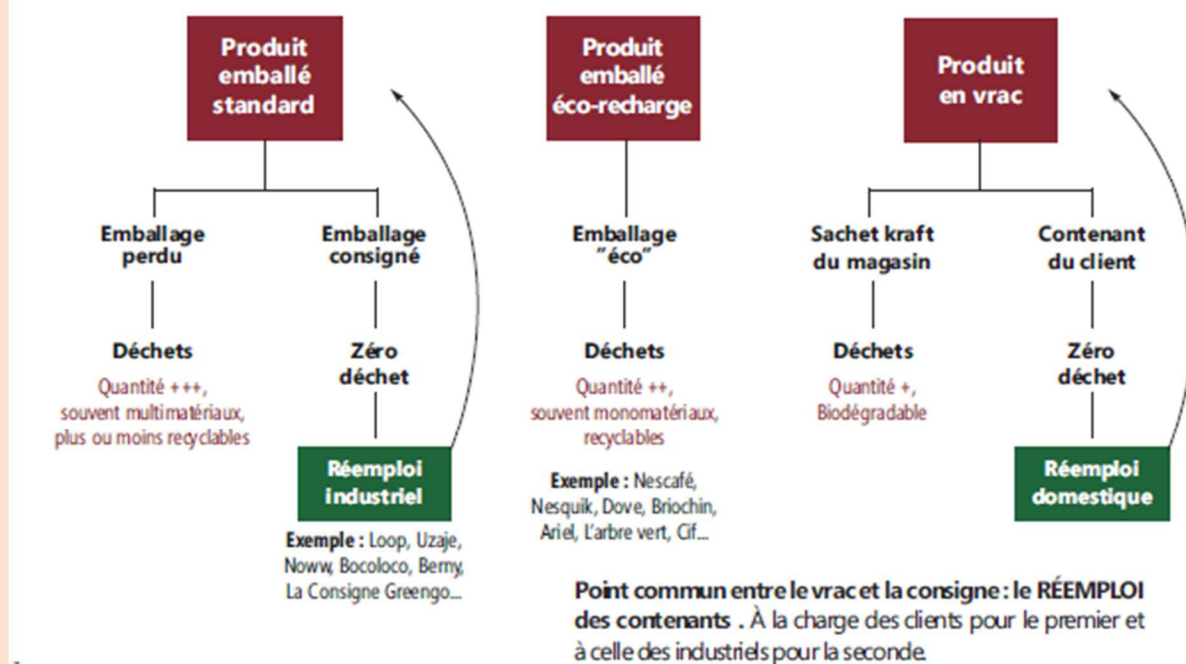 Produit
emballé
standard
Emballage
perdu
Déchets
Quantité +++,
souvent multimatériaux,
plus ou moins recyclables
Emballage
consigné
Zéro
déchet
Réemploi
industriel
Exemple : Loop, Uzaje,
Noww, Bocoloco, Berny,
La Consigne Greengo...
Produit
emballé
éco-recharge
Emballage
"éco"
Déchets
Quantité ++,
souvent monomatériaux,
recyclables
Exemple : Nescafé,
Nesquik, Dove, Briochin,
Ariel, L'arbre vert, Cif...
Produit
en vrac
Sachet kraft
du magasin
Déchets
Quantité +,
Biodégradable
Contenant
du client
Zéro
déchet
Réemploi
domestique
Point commun entre le vrac et la consigne : le RÉEMPLOI
des contenants . À la charge des clients pour le premier et
à celle des industriels pour la seconde.